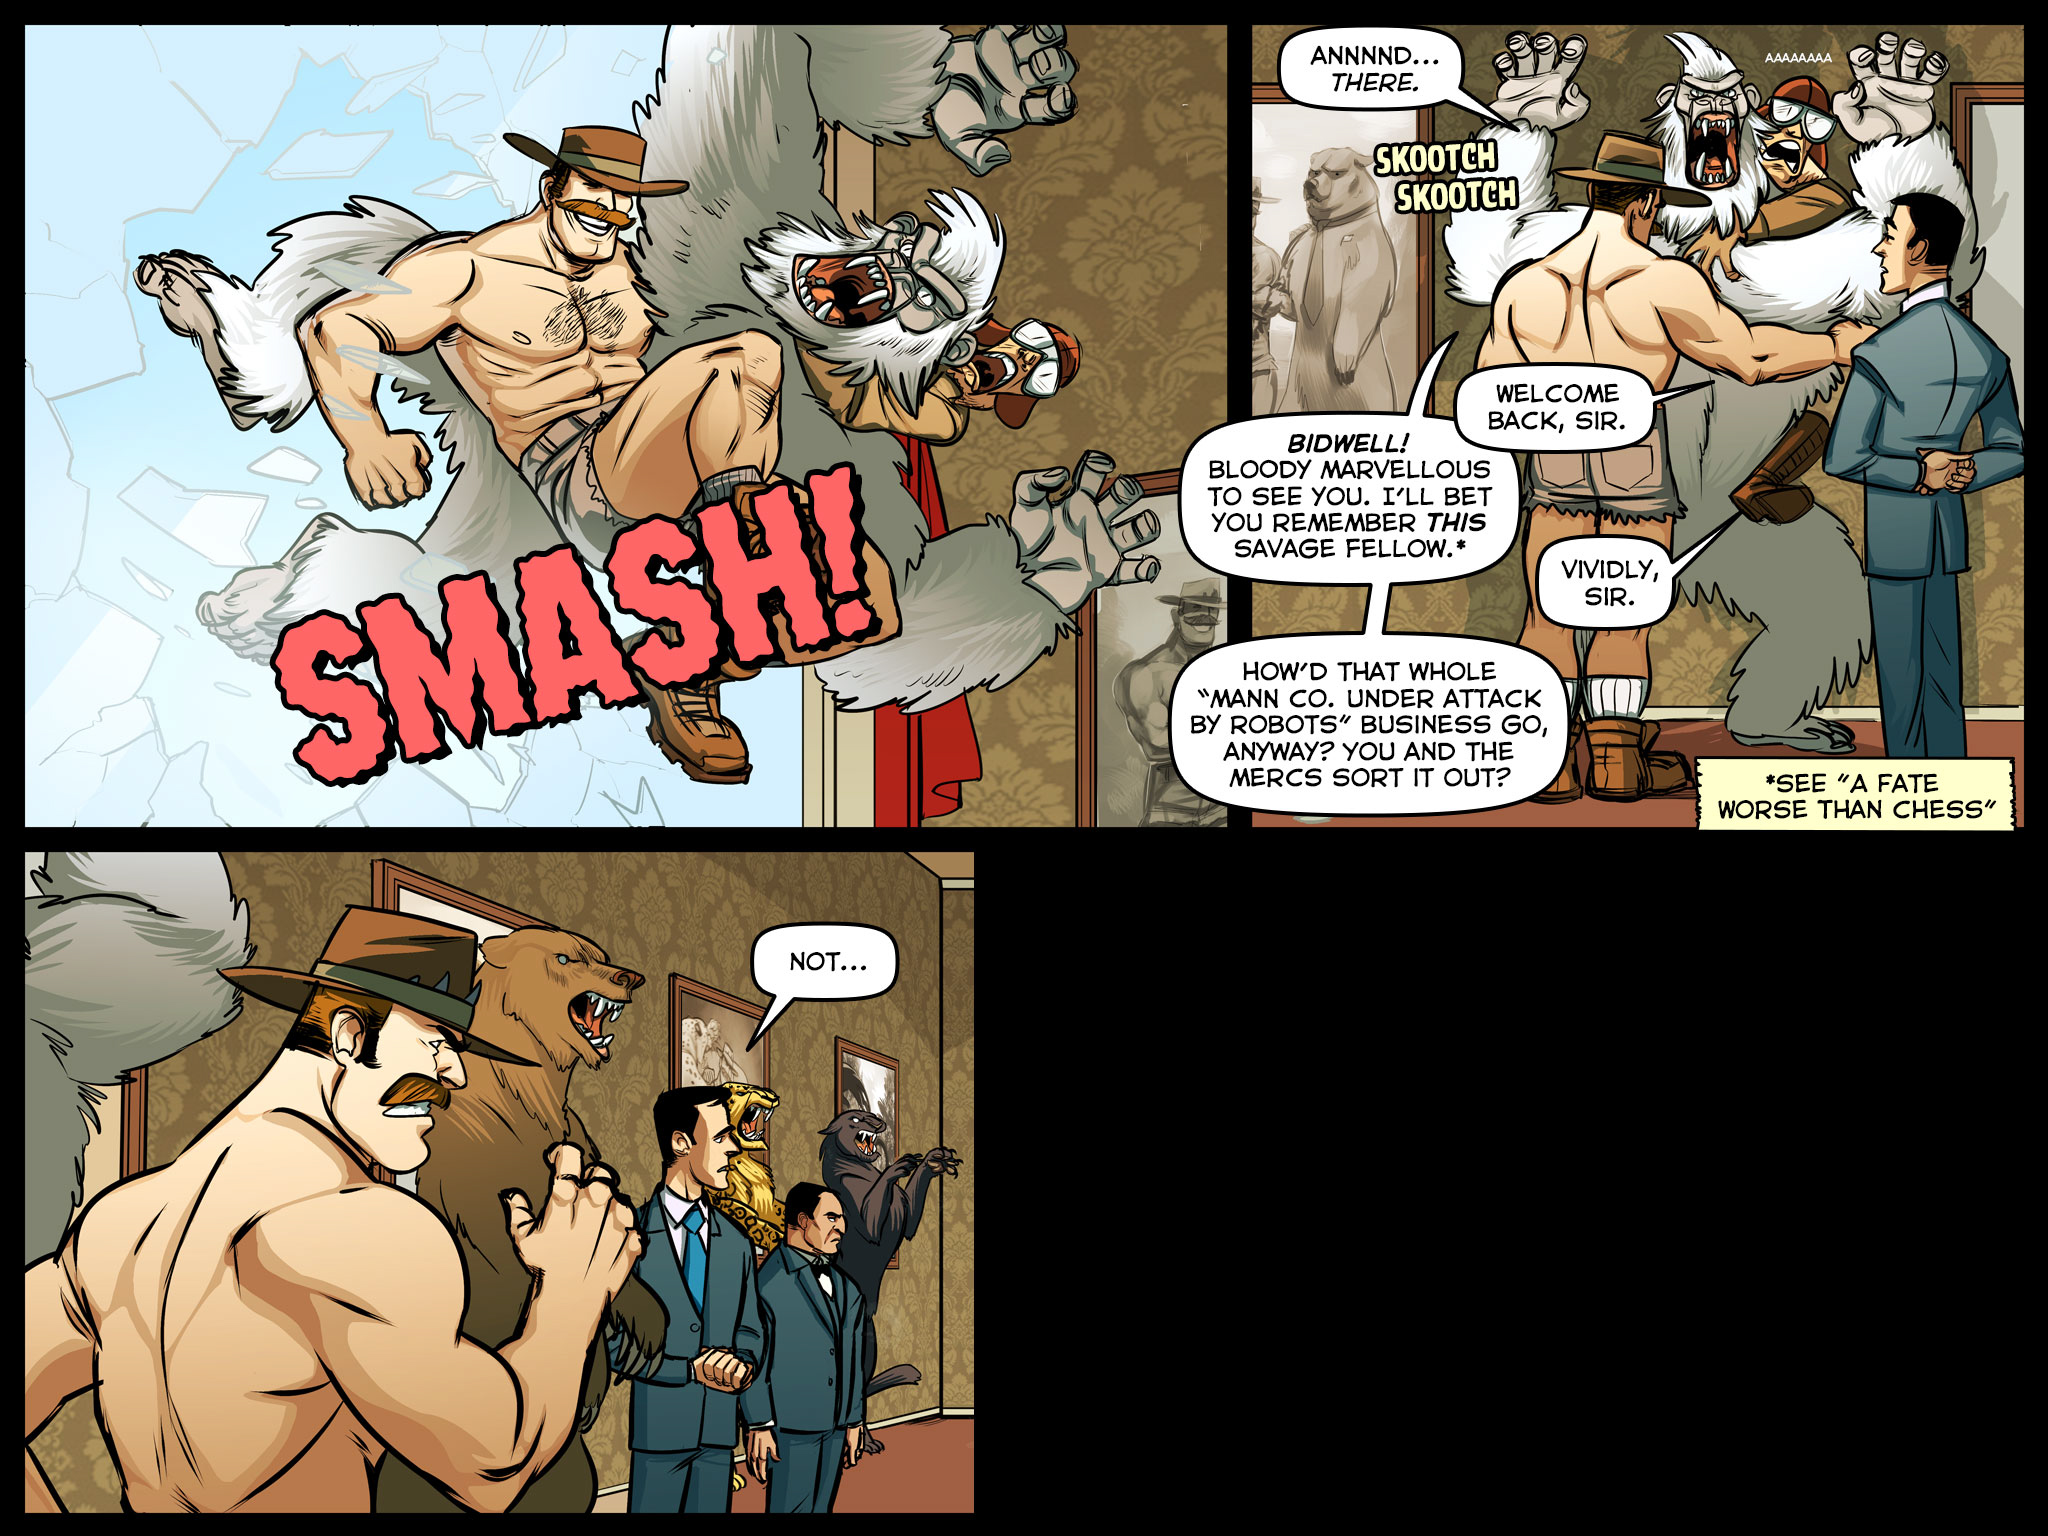 SMASH!
ANNNND...
THERE.
AAAAAAAA
SKOOTCH
SKOOTCH
WELCOME
BACK, SIR.
BIDWELL!
BLOODY MARVELLOUS
TO SEE YOU. I'LL BET
YOU REMEMBER THIS
SAVAGE FELLOW.*
VIVIDLY,
SIR.
HOW'D THAT WHOLE
"MANN CO. UNDER ATTACK
BY ROBOTS" BUSINESS GO,
ANYWAY? YOU AND THE
MERCS SORT IT OUT?
*SEE "A FATE
WORSE THAN CHESS"
NOT...